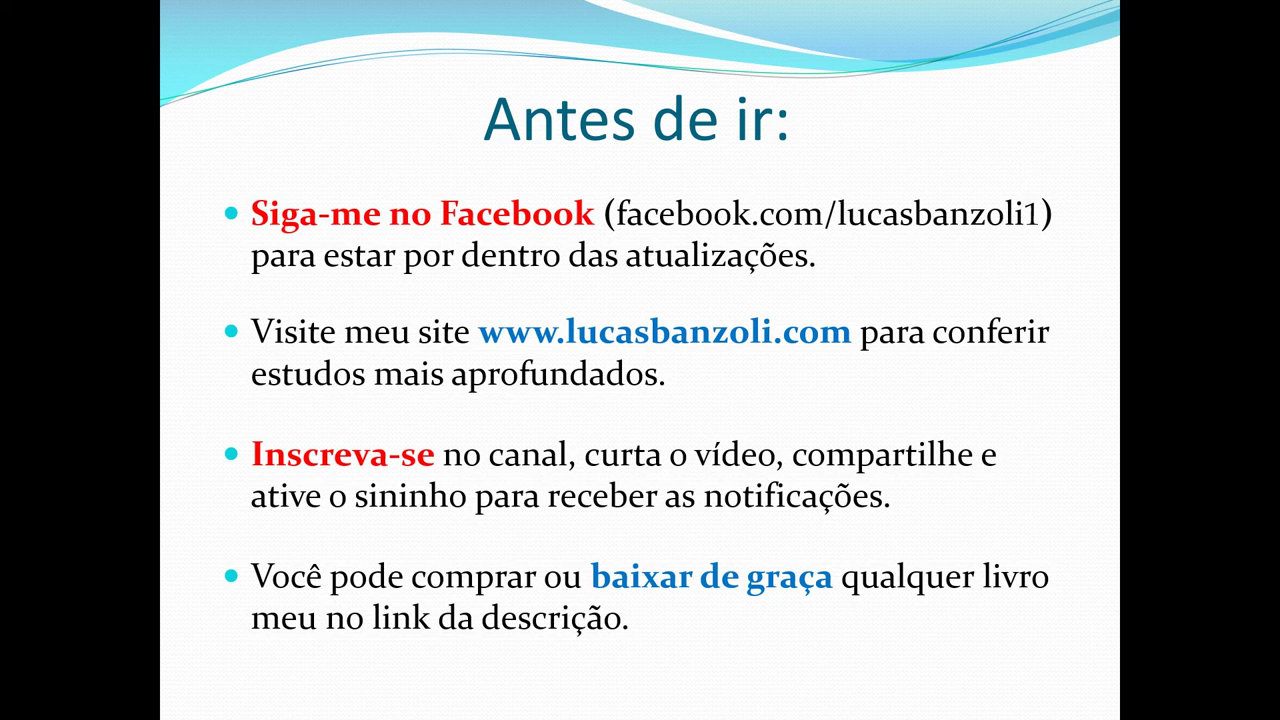 Antes de ir:
• Siga-me no Facebook (facebook.com/lucasbanzoli1)
para estar por dentro das atualizações.
• Visite meu site www.lucasbanzoli.com para conferir
estudos mais aprofundados.
• Inscreva-se no canal, curta o vídeo, compartilhe e
ative o sininho para receber as notificações.
• Você pode comprar ou baixar de graça qualquer livro
meu no link da descrição.